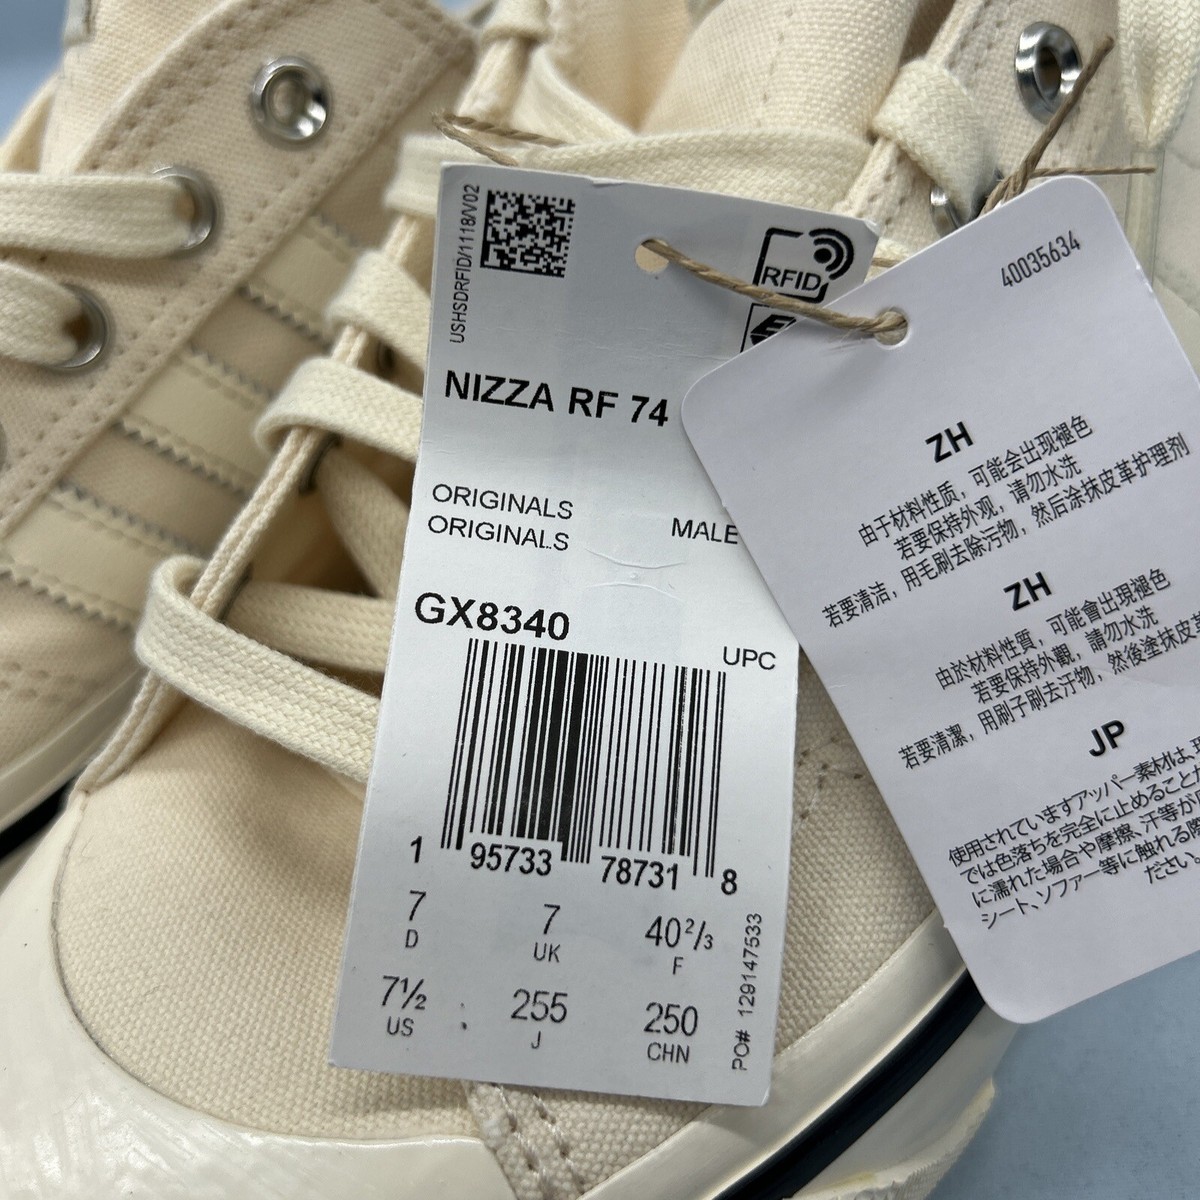 USHSDRFID/1118/V02
RFID
NIZZA RF 74
ORIGINALS
ORIGINALS
MALE
GX8340
UPC
1 95733 78731 8
7 D
7 UK
40 2/3 F
7½ US
255 J
250 CHN
PO# 129147533
40035634
ZH
由于材料性质，可能会出现褪色
若要保持外观，请勿水洗
若要清洁，用毛刷去除污物，然后涂抹皮革护理剂
ZH
由於材料性質，可能會出現褪色
若要保持外觀，請勿水洗
若要清潔，用刷子刷去汙物，然後塗抹皮革
JP
使用されていますアッパー素材は、
では色落ちを完全に止めること
に濡れた場合や摩擦、汗等が
シート、ソファー等に触れる際
ださい。